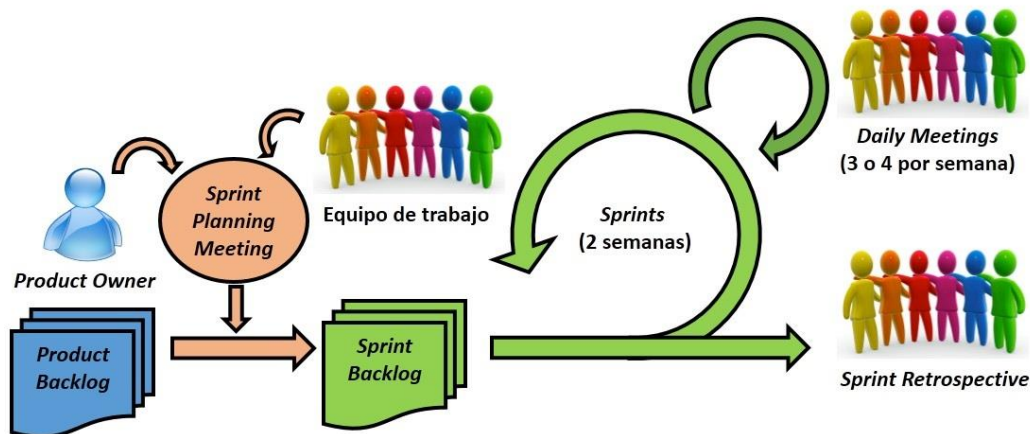 Product Owner
Product
Backlog
Sprint
Planning
Meeting
Equipo de trabajo
Sprint
Backlog
Sprints
(2 semanas)
Daily Meetings
(3 o 4 por semana)
Sprint Retrospective